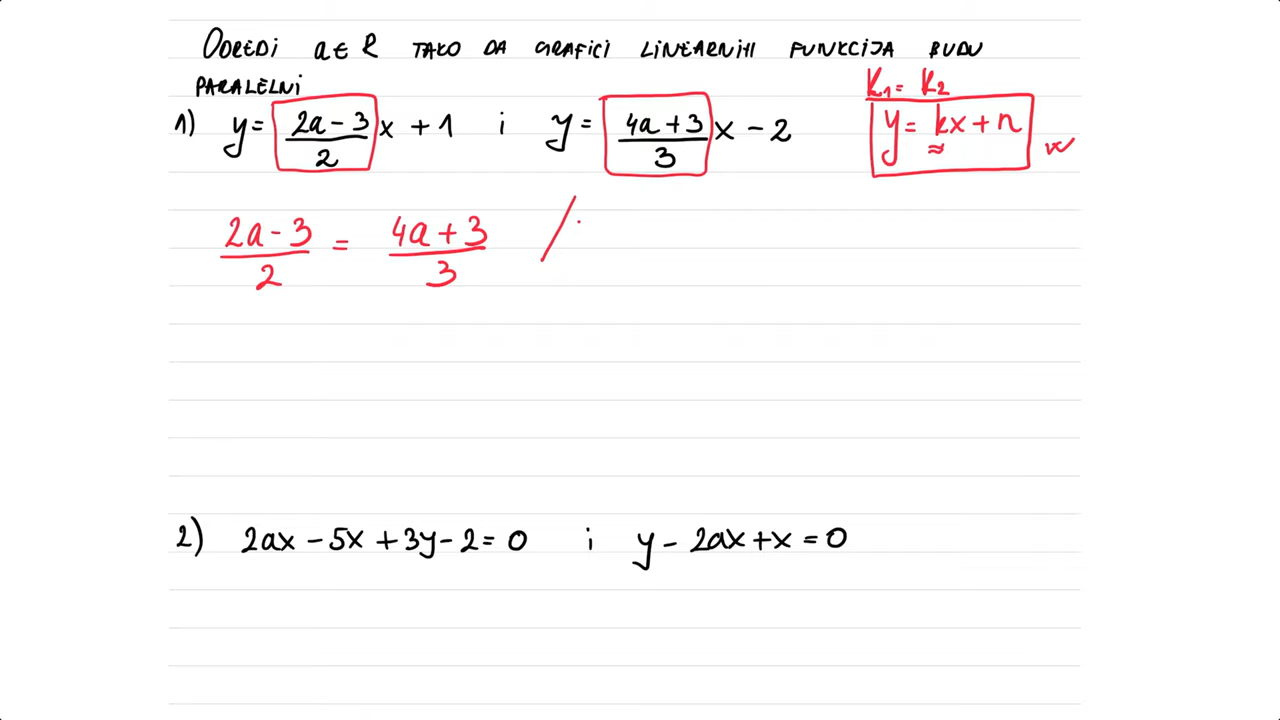 ODREDI a ∈ R TAKO DA GRAFICI LINEARNIH FUNKCIJA BUDU
PARALELNI
K₁ = K₂
1) y = (2a - 3)/2 x + 1 i y = (4a + 3)/3 x - 2
y = kx + n
(2a - 3)/2 = (4a + 3)/3 / ·
2) 2ax - 5x + 3y - 2 = 0 i y - 2ax + x = 0